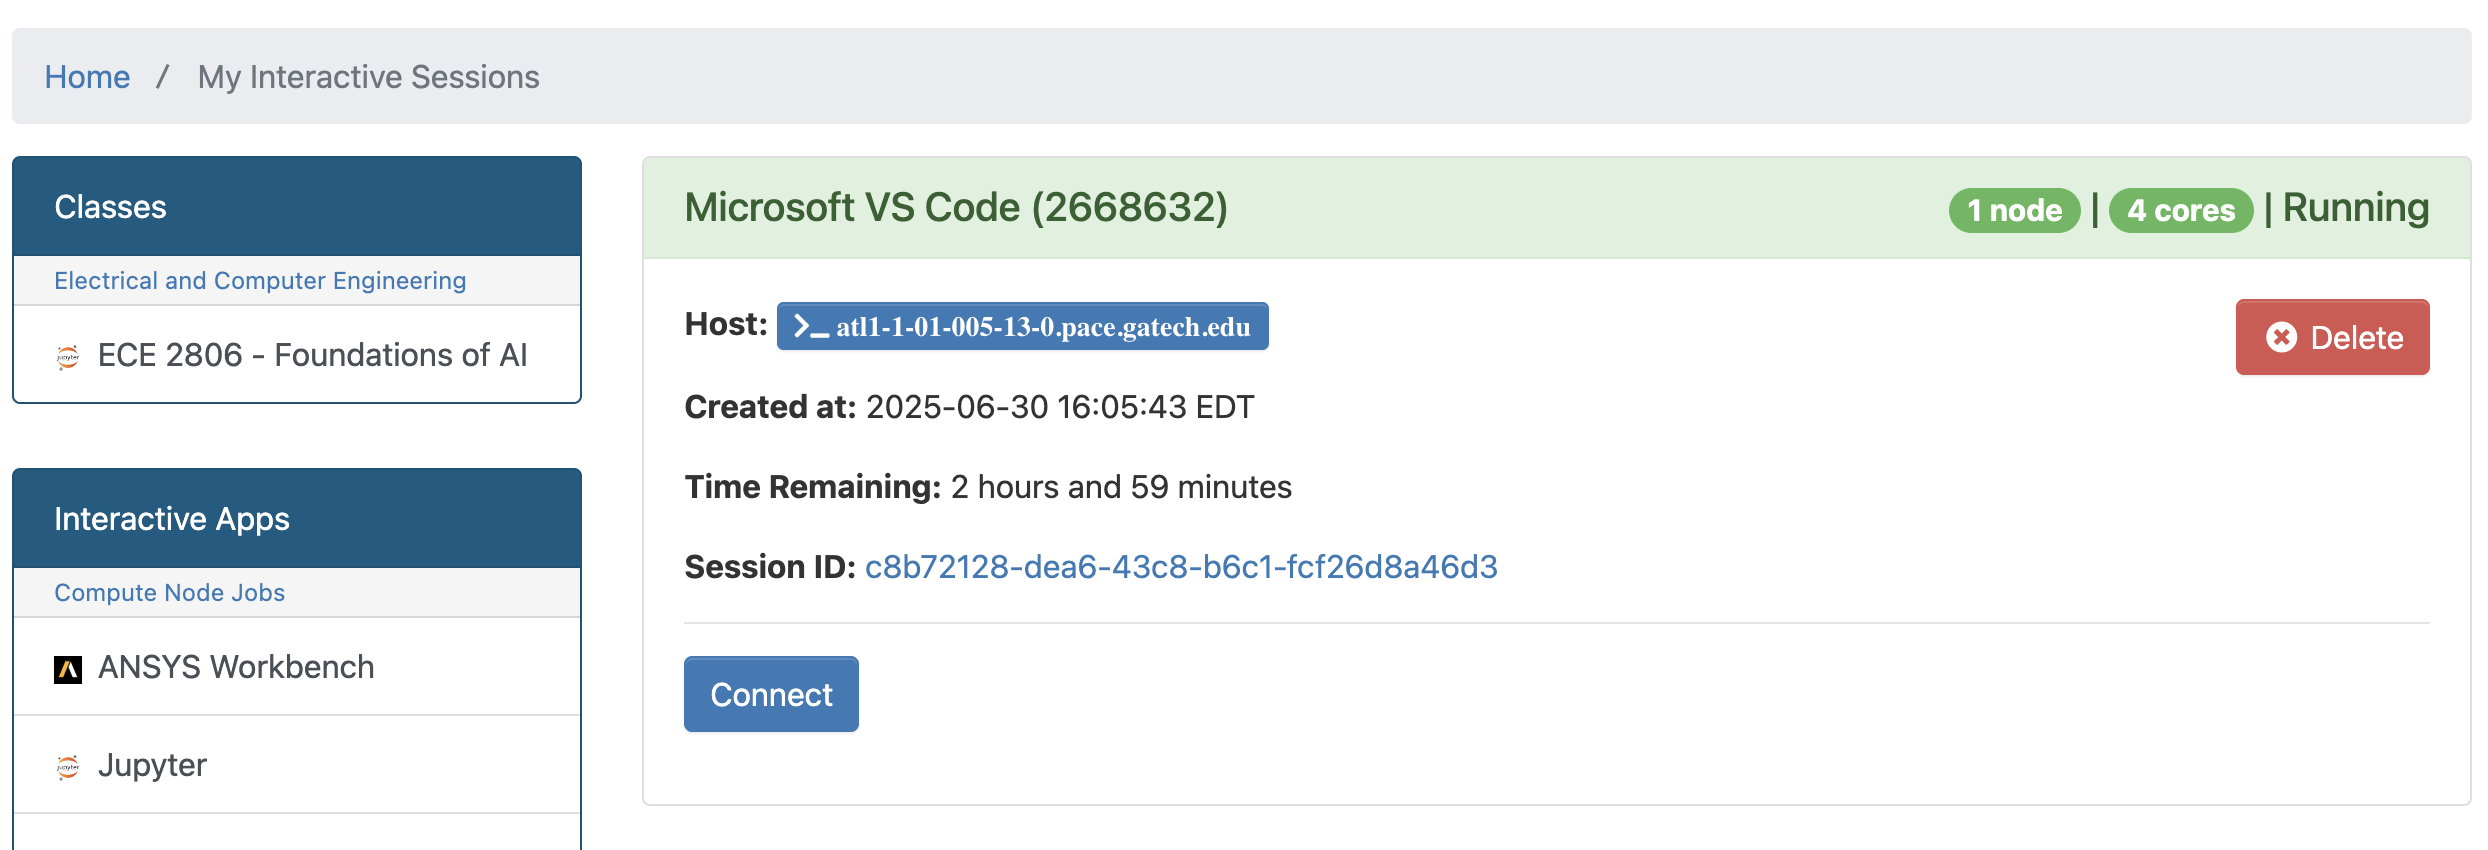 Home / My Interactive Sessions
Classes
Electrical and Computer Engineering
ECE 2806 - Foundations of AI
Interactive Apps
Compute Node Jobs
ANSYS Workbench
Jupyter
Microsoft VS Code (2668632)
1 node | 4 cores | Running
Host: >_ atl1-1-01-005-13-0.pace.gatech.edu
Delete
Created at: 2025-06-30 16:05:43 EDT
Time Remaining: 2 hours and 59 minutes
Session ID: c8b72128-dea6-43c8-b6c1-fcf26d8a46d3
Connect